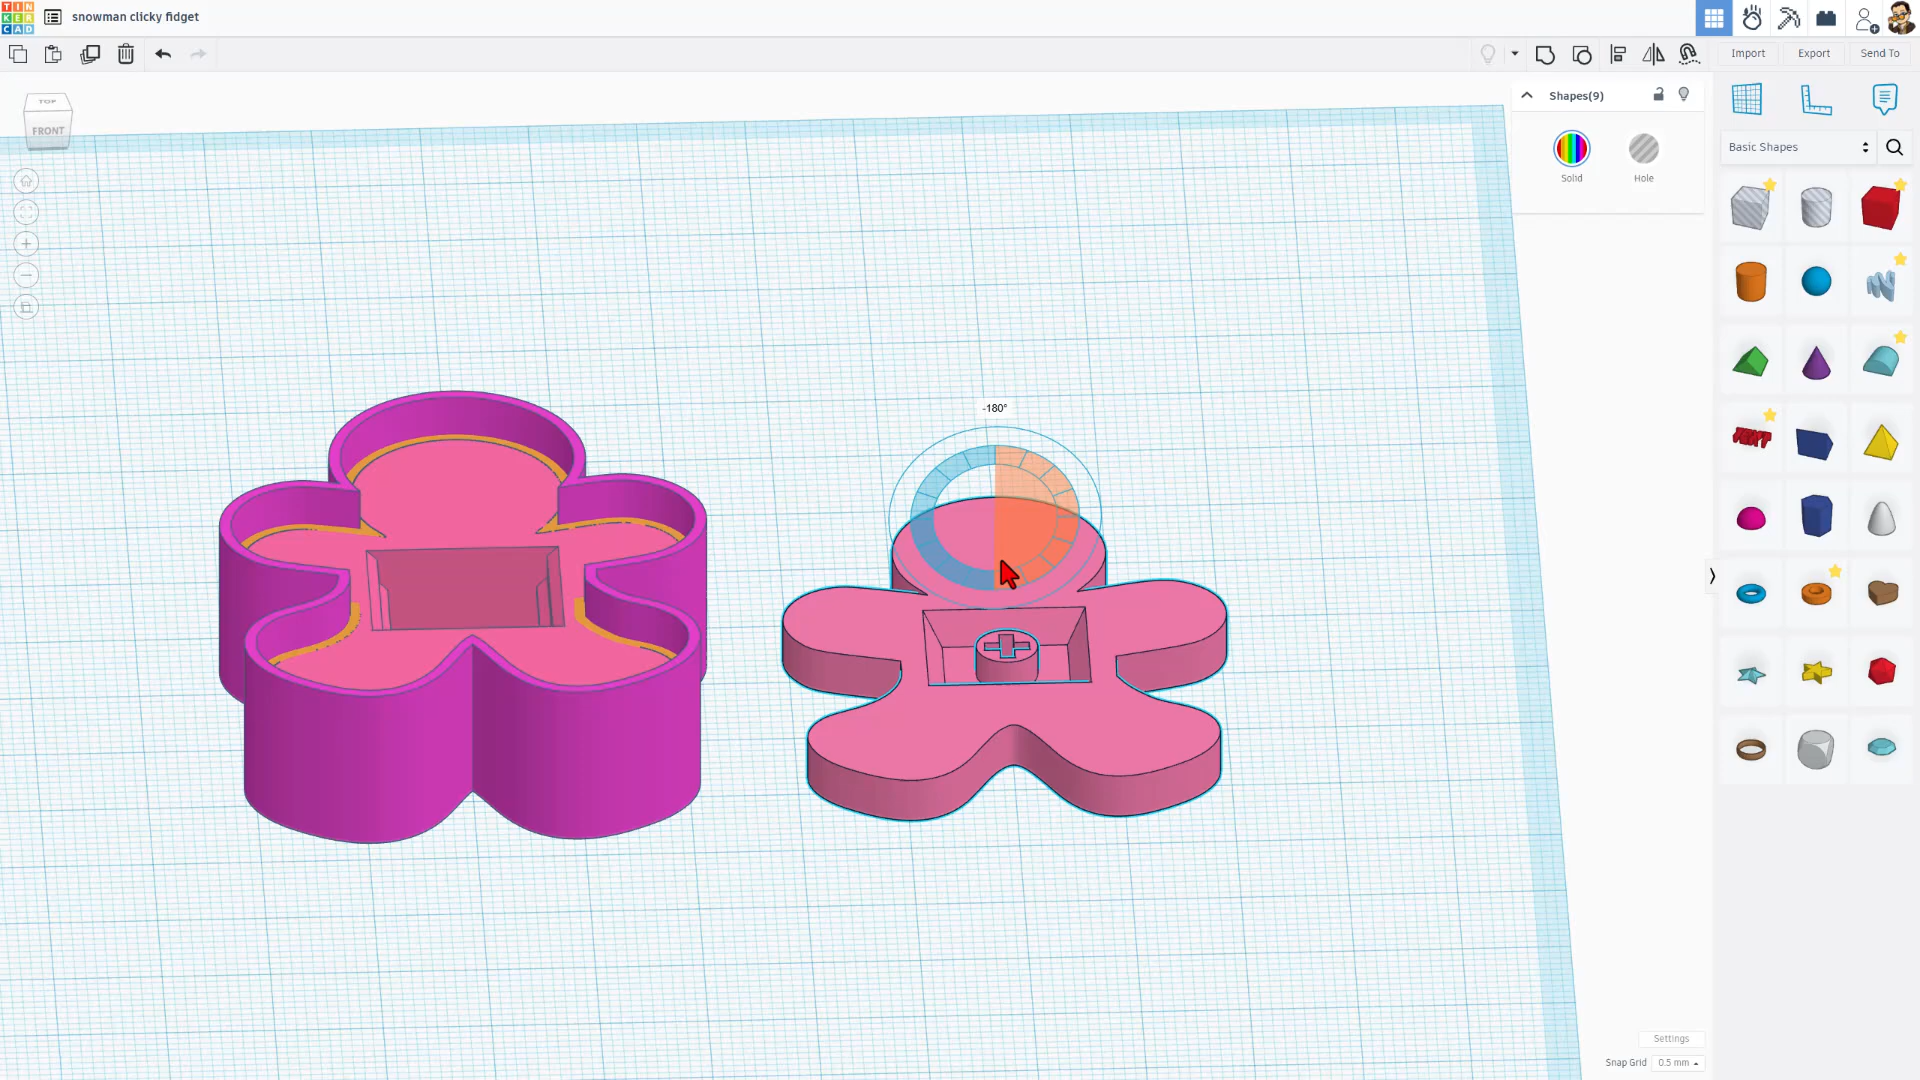 TIN
KER
CAD
snowman clicky fidget
Import
Export
Send To
TOP
FRONT
Shapes(9)
Solid
Hole
Basic Shapes
TEXT
-180°
Settings
Snap Grid
0.5 mm